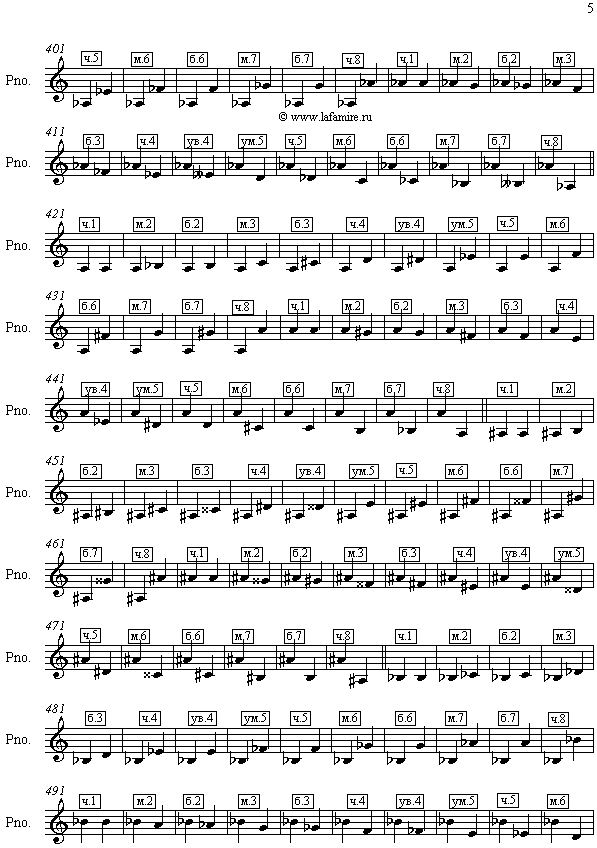 5
401
ч.5 м.6 б.6 м.7 б.7 ч.8 ч.1 м.2 б.2 м.3
Pno.
© www.lafamire.ru
411
б.3 ч.4 ув.4 ум.5 ч.5 м.6 б.6 м.7 б.7 ч.8
Pno.
421
ч.1 м.2 б.2 м.3 б.3 ч.4 ув.4 ум.5 ч.5 м.6
Pno.
431
б.6 м.7 б.7 ч.8 ч.1 м.2 б.2 м.3 б.3 ч.4
Pno.
441
ув.4 ум.5 ч.5 м.6 б.6 м.7 б.7 ч.8 ч.1 м.2
Pno.
451
б.2 м.3 б.3 ч.4 ув.4 ум.5 ч.5 м.6 б.6 м.7
Pno.
461
б.7 ч.8 ч.1 м.2 б.2 м.3 б.3 ч.4 ув.4 ум.5
Pno.
471
ч.5 м.6 б.6 м.7 б.7 ч.8 ч.1 м.2 б.2 м.3
Pno.
481
б.3 ч.4 ув.4 ум.5 ч.5 м.6 б.6 м.7 б.7 ч.8
Pno.
491
ч.1 м.2 б.2 м.3 б.3 ч.4 ув.4 ум.5 ч.5 м.6
Pno.